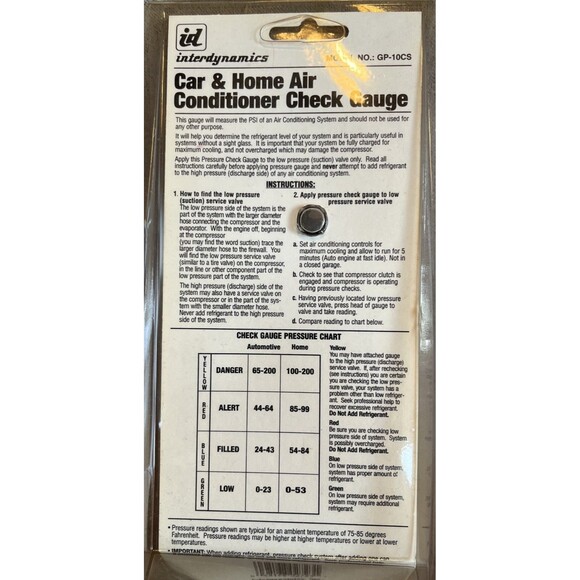 id
interdynamics
MODEL NO.: GP-10CS
Car & Home Air
Conditioner Check Gauge
This gauge will measure the PSI of an Air Conditioning System and should not be used for
any other purpose.
It will help you determine the refrigerant level of your system and is particularly useful in
systems without a sight glass. It is important that your system be fully charged for
maximum cooling, and not overcharged which may damage the compressor.
Apply this Pressure Check Gauge to the low pressure (suction) valve only. Read all
instructions carefully before applying pressure gauge and never attempt to add refrigerant
to the high pressure (discharge side) of any air conditioning system.
INSTRUCTIONS:
1. How to find the low pressure
(suction) service valve
The low pressure side of the system is the
part of the system with the larger diameter
hose connecting the compressor and the
evaporator. With the engine off, beginning
at the compressor
(you may find the word suction) trace the
larger diameter hose to the firewall. You
will find the low pressure service valve
(similar to a tire valve) on the compressor,
in the line or other component part of the
low pressure part of the system.
The high pressure (discharge) side of the
system may also have a service valve on
the compressor or in the part of the sys-
tem with the smaller diameter hose.
Never add refrigerant to the high pressure
side of the system.
2. Apply pressure check gauge to low
pressure service valve
a. Set air conditioning controls for
maximum cooling and allow to run for 5
minutes (Auto engine at fast idle). Not in
a closed garage.
b. Check to see that compressor clutch is
engaged and compressor is operating
during pressure checks.
c. Having previously located low pressure
service valve, press head of gauge to
valve and take reading.
d. Compare reading to chart below.
CHECK GAUGE PRESSURE CHART
Automotive Home
YELLOW DANGER 65-200 100-200
RED ALERT 44-64 85-99
BLUE FILLED 24-43 54-84
GREEN LOW 0-23 0-53
Yellow
You may have attached gauge
to the high pressure (discharge)
service valve. If, after rechecking
(see instructions) you are certain
you are checking the low pres-
sure valve, your system has a
problem other than low refriger-
ant. Seek professional help to
recover excessive refrigerant.
Do Not Add Refrigerant.
Red
Be sure you are checking low
pressure side of system. System
is possibly overcharged.
Do Not Add Refrigerant.
Blue
On low pressure side of system,
system has proper amount of
refrigerant.
Green
On low pressure side of system,
system may require additional
refrigerant.
• Pressure readings shown are typical for an ambient temperature of 75-85 degrees
Fahrenheit. Pressure readings may be higher at higher temperatures or lower at lower
temperatures.
• IMPORTANT: When adding refrigerant, pressure check system after adding one can